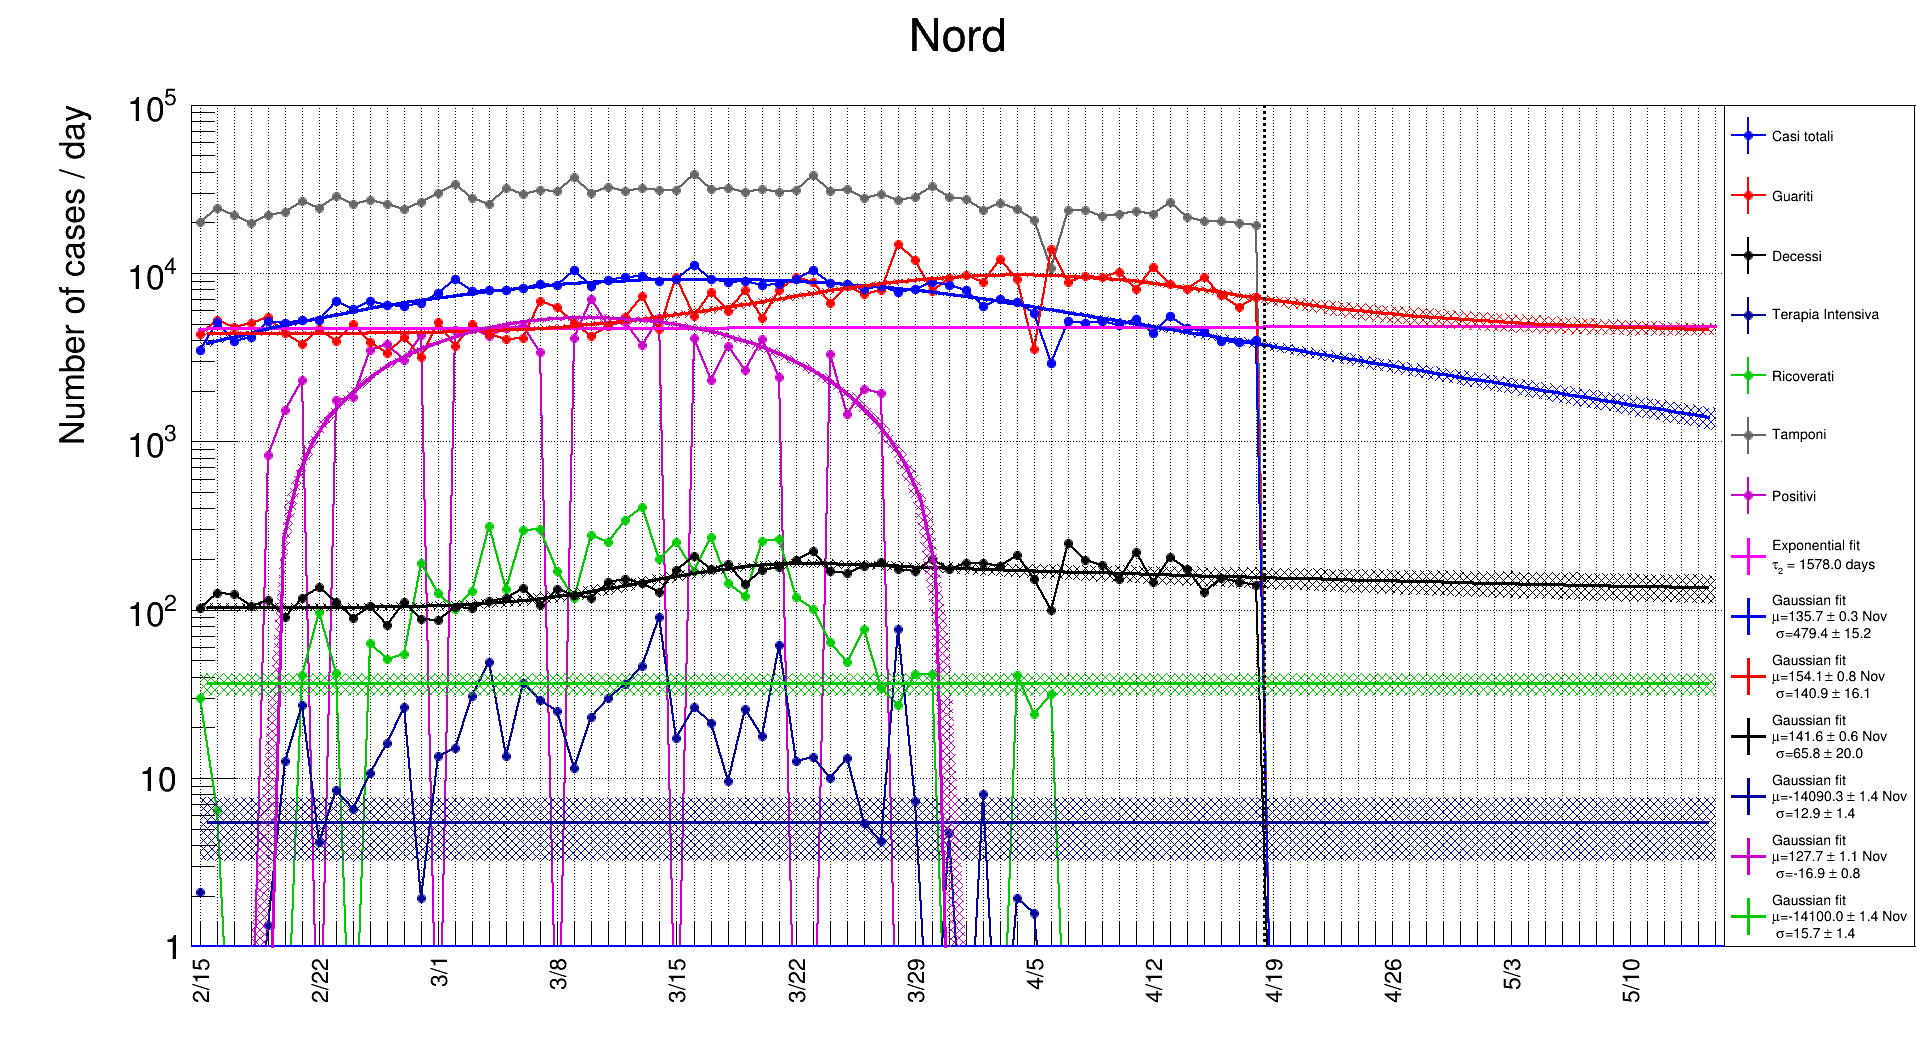 Nord
Number of cases / day
10^5
10^4
10^3
10^2
10
1
2/15
2/22
3/1
3/8
3/15
3/22
3/29
4/5
4/12
4/19
4/26
5/3
5/10
Casi totali
Guariti
Decessi
Terapia Intensiva
Ricoverati
Tamponi
Positivi
Exponential fit
τ₂ = 1578.0 days
Gaussian fit
μ=135.7 ± 0.3 Nov
σ=479.4 ± 15.2
Gaussian fit
μ=154.1 ± 0.8 Nov
σ=140.9 ± 16.1
Gaussian fit
μ=141.6 ± 0.6 Nov
σ=65.8 ± 20.0
Gaussian fit
μ=-14090.3 ± 1.4 Nov
σ=12.9 ± 1.4
Gaussian fit
μ=127.7 ± 1.1 Nov
σ=-16.9 ± 0.8
Gaussian fit
μ=-14100.0 ± 1.4 Nov
σ=15.7 ± 1.4